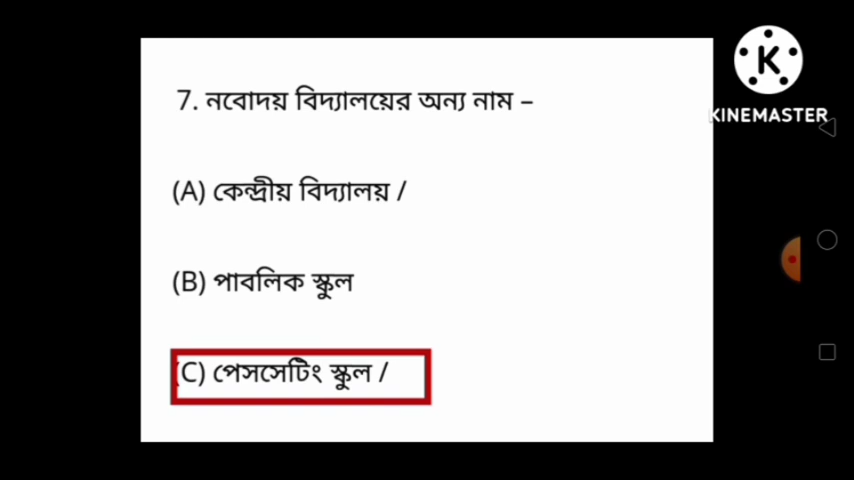 7. নবোদয় বিদ্যালয়ের অন্য নাম –
(A) কেন্দ্রীয় বিদ্যালয় /
(B) পাবলিক স্কুল
(C) পেসসেটিং স্কুল /
K
KINEMASTER